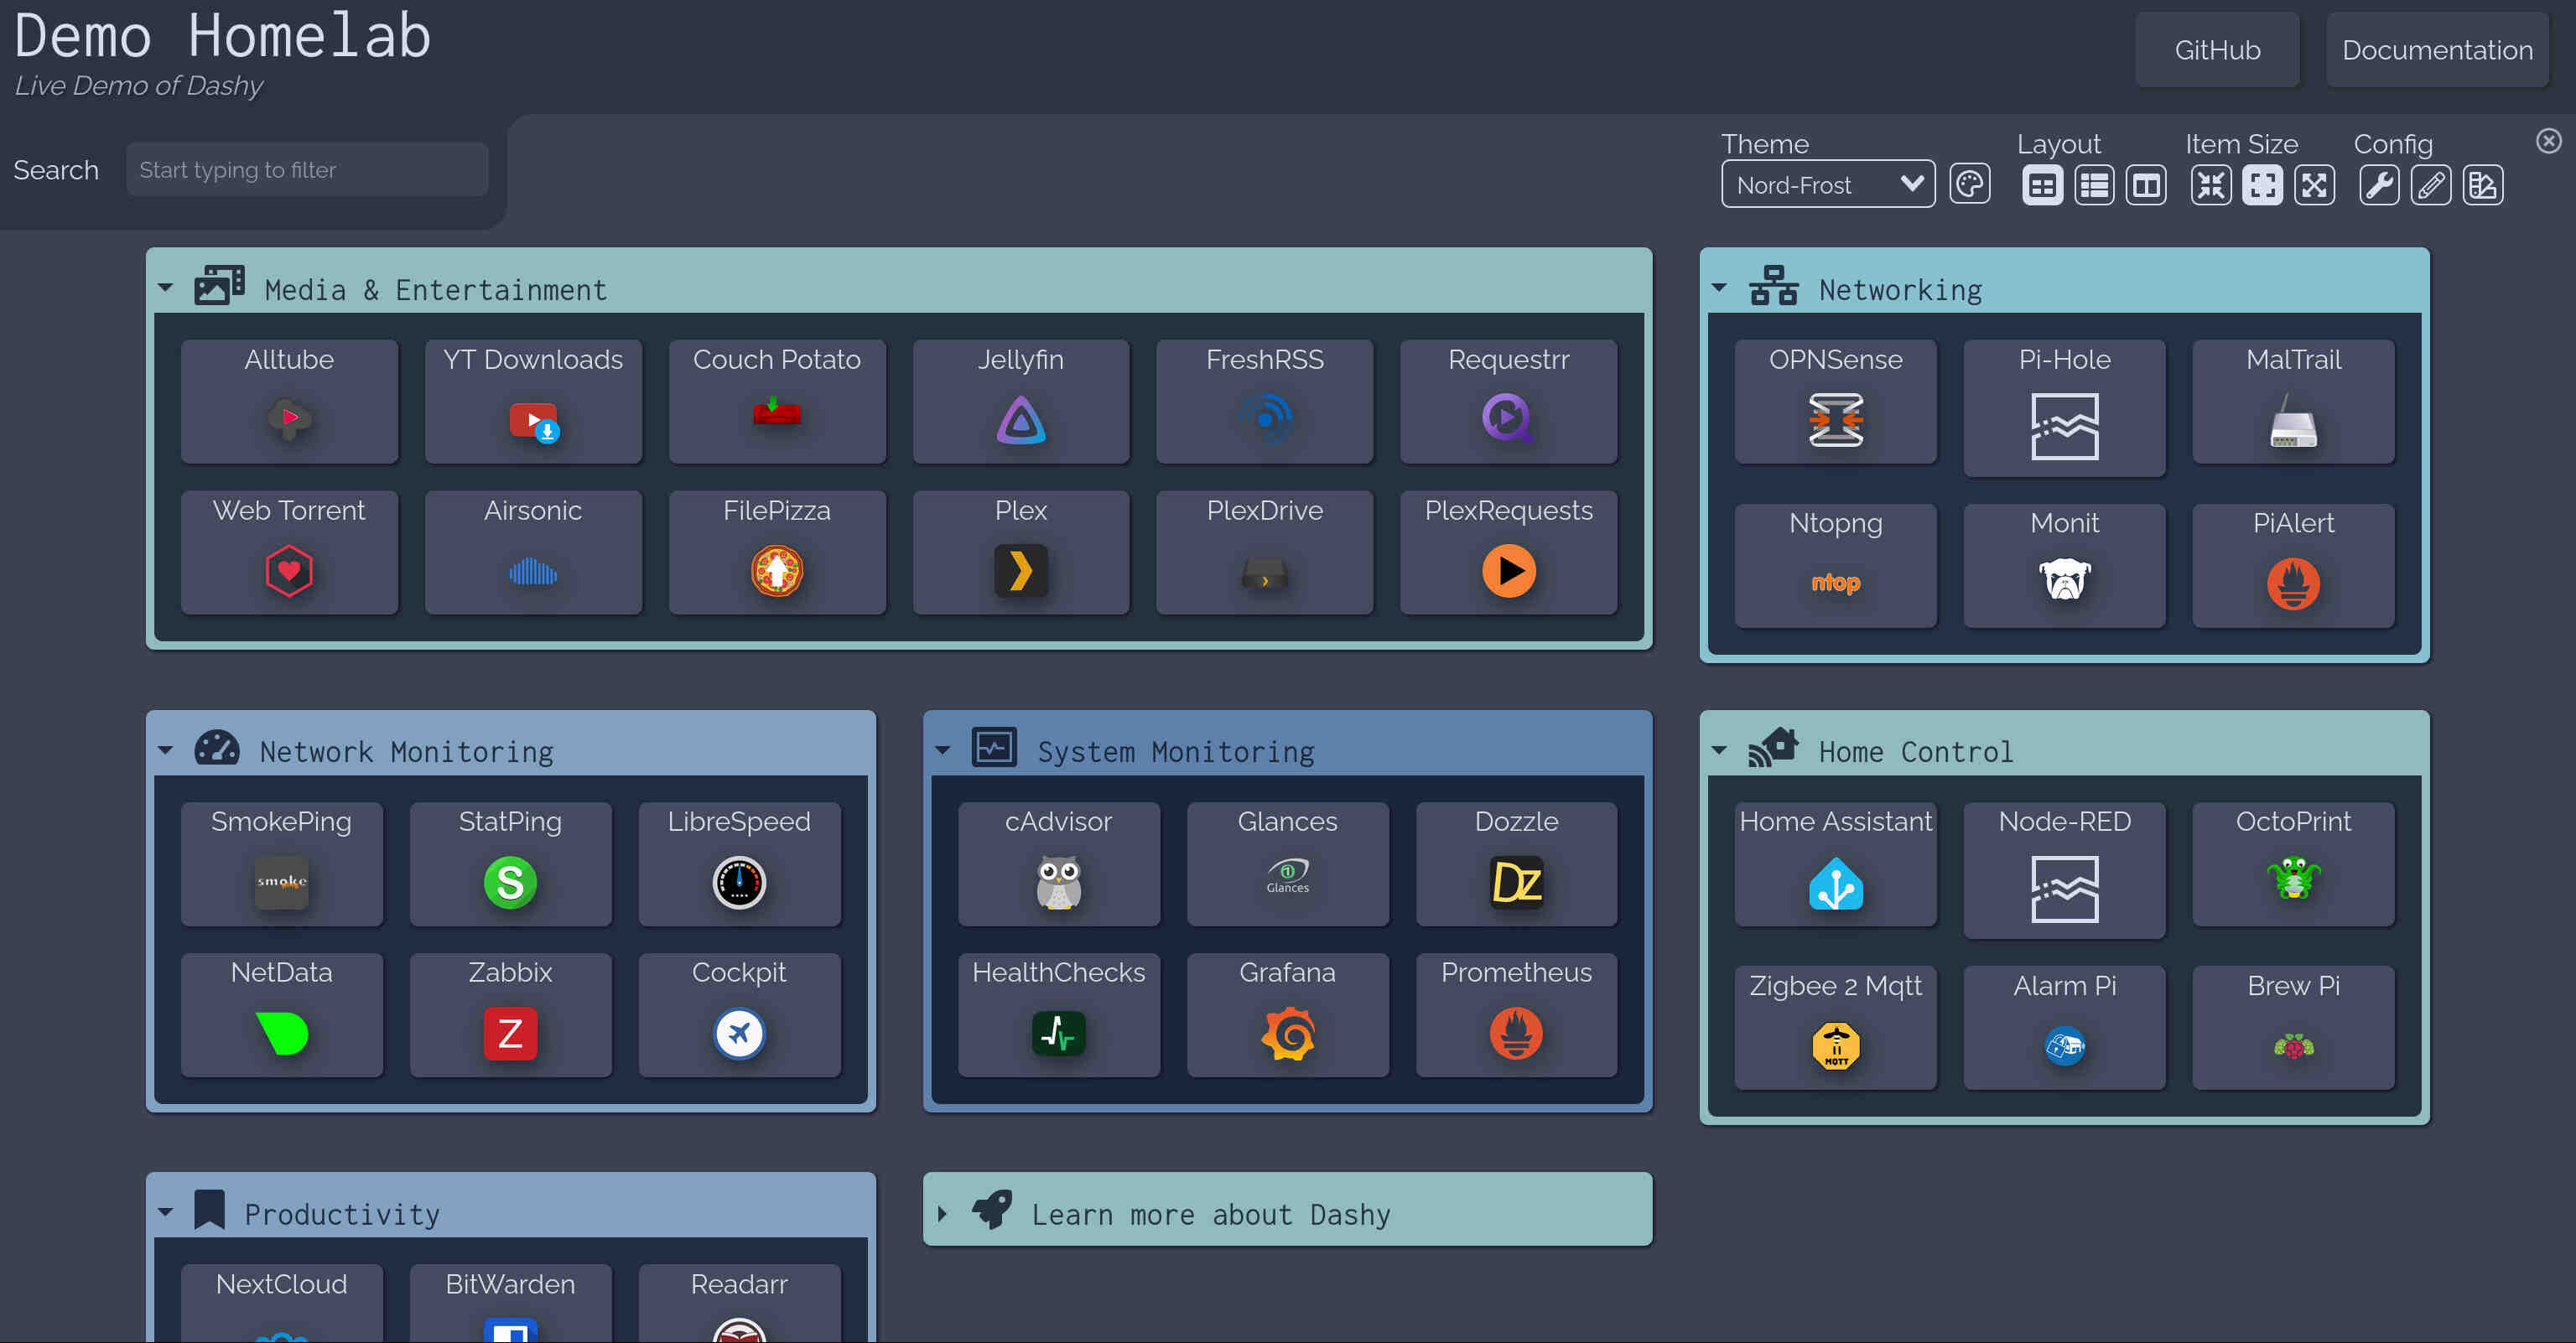 Demo Homelab
Live Demo of Dashy
GitHub
Documentation
Search
Start typing to filter
Theme
Nord-Frost
Layout
Item Size
Config
Media & Entertainment
Alltube
YT Downloads
Couch Potato
Jellyfin
FreshRSS
Requestrr
Web Torrent
Airsonic
FilePizza
Plex
PlexDrive
PlexRequests
Networking
OPNSense
Pi-Hole
MalTrail
Ntopng
ntop
Monit
PiAlert
Network Monitoring
SmokePing
smoke
StatPing
S
LibreSpeed
NetData
Zabbix
Z
Cockpit
System Monitoring
cAdvisor
Glances
Glances
Dozzle
DZ
HealthChecks
Grafana
Prometheus
Home Control
Home Assistant
Node-RED
OctoPrint
Zigbee 2 Mqtt
MQTT
Alarm Pi
Brew Pi
Productivity
NextCloud
BitWarden
Readarr
Learn more about Dashy